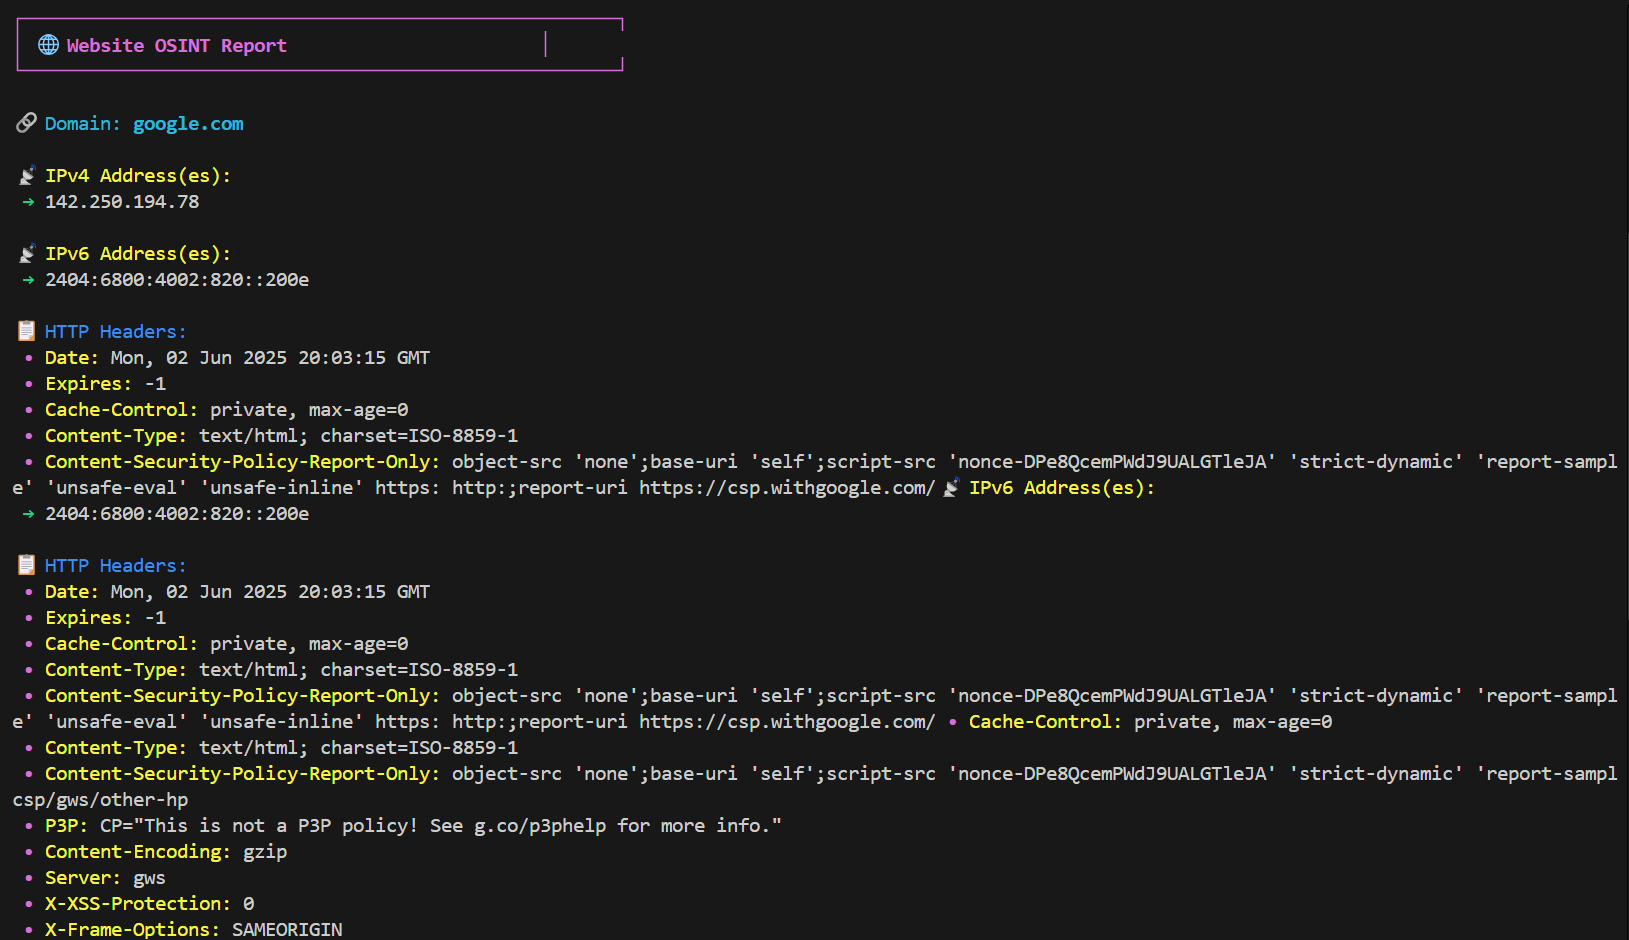 🌐 Website OSINT Report
🔗 Domain: google.com
📡 IPv4 Address(es):
→ 142.250.194.78
📡 IPv6 Address(es):
→ 2404:6800:4002:820::200e
📋 HTTP Headers:
• Date: Mon, 02 Jun 2025 20:03:15 GMT
• Expires: -1
• Cache-Control: private, max-age=0
• Content-Type: text/html; charset=ISO-8859-1
• Content-Security-Policy-Report-Only: object-src 'none';base-uri 'self';script-src 'nonce-DPe8QcemPWdJ9UALGTleJA' 'strict-dynamic' 'report-sampl
e' 'unsafe-eval' 'unsafe-inline' https: http:;report-uri https://csp.withgoogle.com/ 📡 IPv6 Address(es):
→ 2404:6800:4002:820::200e
📋 HTTP Headers:
• Date: Mon, 02 Jun 2025 20:03:15 GMT
• Expires: -1
• Cache-Control: private, max-age=0
• Content-Type: text/html; charset=ISO-8859-1
• Content-Security-Policy-Report-Only: object-src 'none';base-uri 'self';script-src 'nonce-DPe8QcemPWdJ9UALGTleJA' 'strict-dynamic' 'report-sampl
e' 'unsafe-eval' 'unsafe-inline' https: http:;report-uri https://csp.withgoogle.com/ • Cache-Control: private, max-age=0
• Content-Type: text/html; charset=ISO-8859-1
• Content-Security-Policy-Report-Only: object-src 'none';base-uri 'self';script-src 'nonce-DPe8QcemPWdJ9UALGTleJA' 'strict-dynamic' 'report-sampl
csp/gws/other-hp
• P3P: CP="This is not a P3P policy! See g.co/p3phelp for more info."
• Content-Encoding: gzip
• Server: gws
• X-XSS-Protection: 0
• X-Frame-Options: SAMEORIGIN